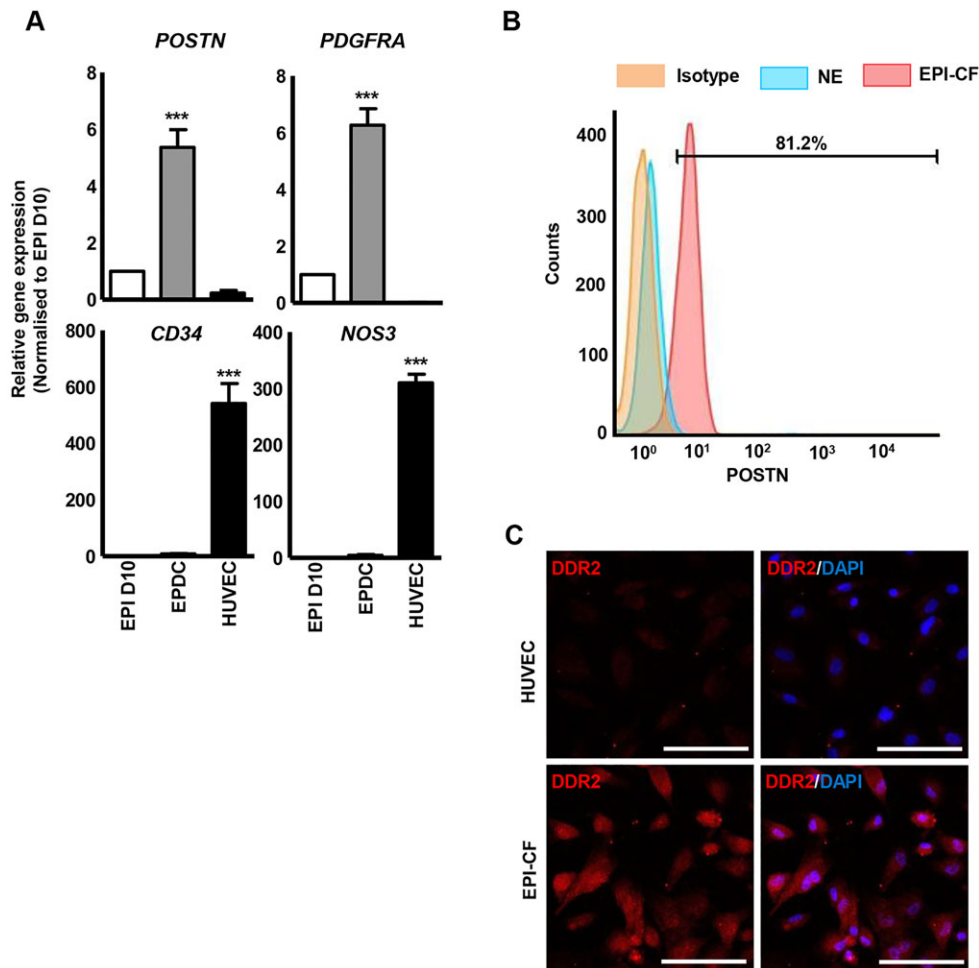 A
POSTN
PDGFRA
Relative gene expression
(Normalised to EPI D10)
8
6
4
2
0
***
8
6
4
2
0
***
CD34
NOS3
800
600
400
200
0
***
400
300
200
100
0
***
EPI D10
EPDC
HUVEC
EPI D10
EPDC
HUVEC
B
Isotype
NE
EPI-CF
400
300
200
100
0
Counts
81.2%
10⁰
10¹
10²
10³
10⁴
POSTN
C
HUVEC
DDR2
DDR2/DAPI
EPI-CF
DDR2
DDR2/DAPI